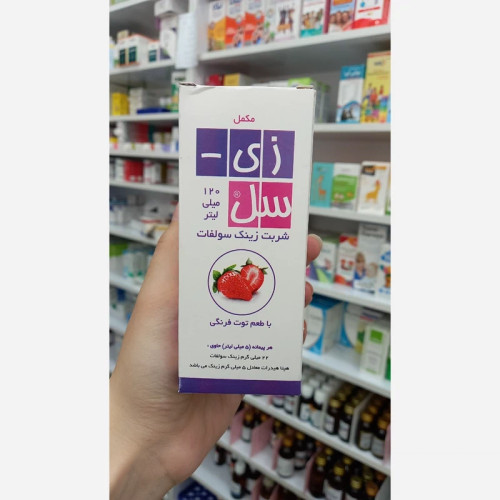 مکمل
زی-
سل®
۱۲۰
میلی
لیتر
شربت زینک سولفات
با طعم توت فرنگی
هر پیمانه (۵ میلی لیتر) حاوی :
۲۲ میلی گرم زینک سولفات
هپتا هیدرات معادل ۵ میلی گرم زینک می باشد